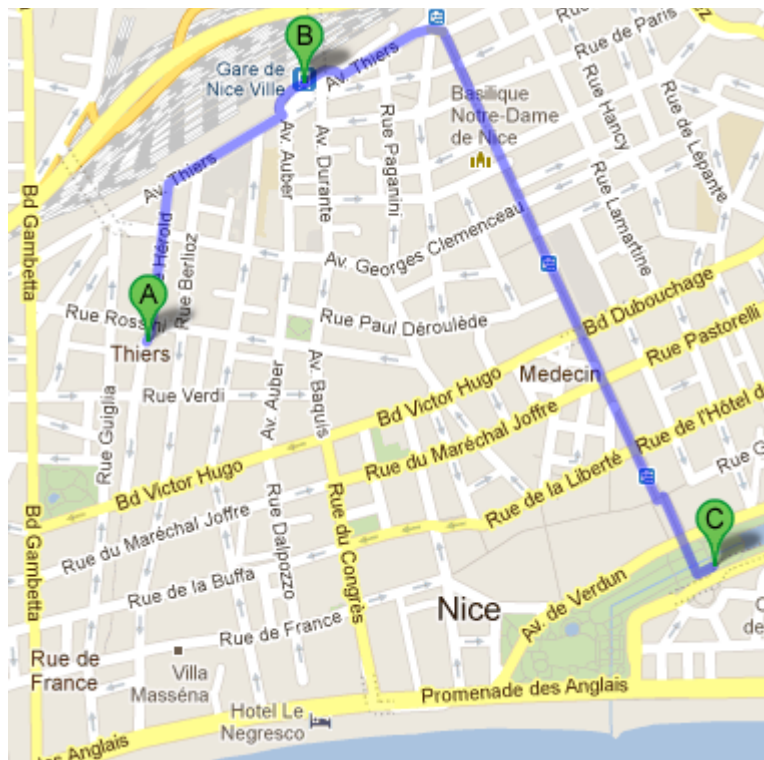 B
Gare de
Nice Ville
Av. Thiers
Rue de Paris
Basilique
Notre-Dame
de Nice
Rue Hancy
Rue de Lépante
Av. Thiers
Av. Auber
Av. Durante
Rue Paganini
Rue Lamartine
Bd Gambetta
Hérold
Rue Berlioz
Av. Georges Clemenceau
A
Rue Rossini
Thiers
Rue Paul Déroulède
Bd Dubouchage
Rue Pastorelli
Medecin
Rue Verdi
Av. Auber
Av. Baquis
Bd Victor Hugo
Rue Guiglia
Rue du Maréchal Joffre
Rue de l'Hôtel d
Bd Victor Hugo
Rue de la Liberté
Rue G
C
Rue du Maréchal Joffre
Rue Dalpozzo
Rue du Congrès
Bd Gambetta
Rue de la Buffa
Av. de Verdun
Nice
Rue de France
Rue de
France
Villa
Masséna
C
de
Promenade des Anglais
Hotel Le
Negresco
des Anglais